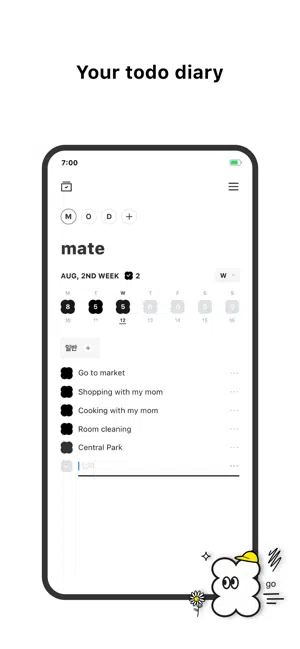 Your todo diary
7:00
M O D +
mate
AUG, 2ND WEEK 2 W
M T W T F S S
8 5 5
10 11 12 13 14 15 16
일반 +
Go to market
Shopping with my mom
Cooking with my mom
Room cleaning
Central Park
입력
go